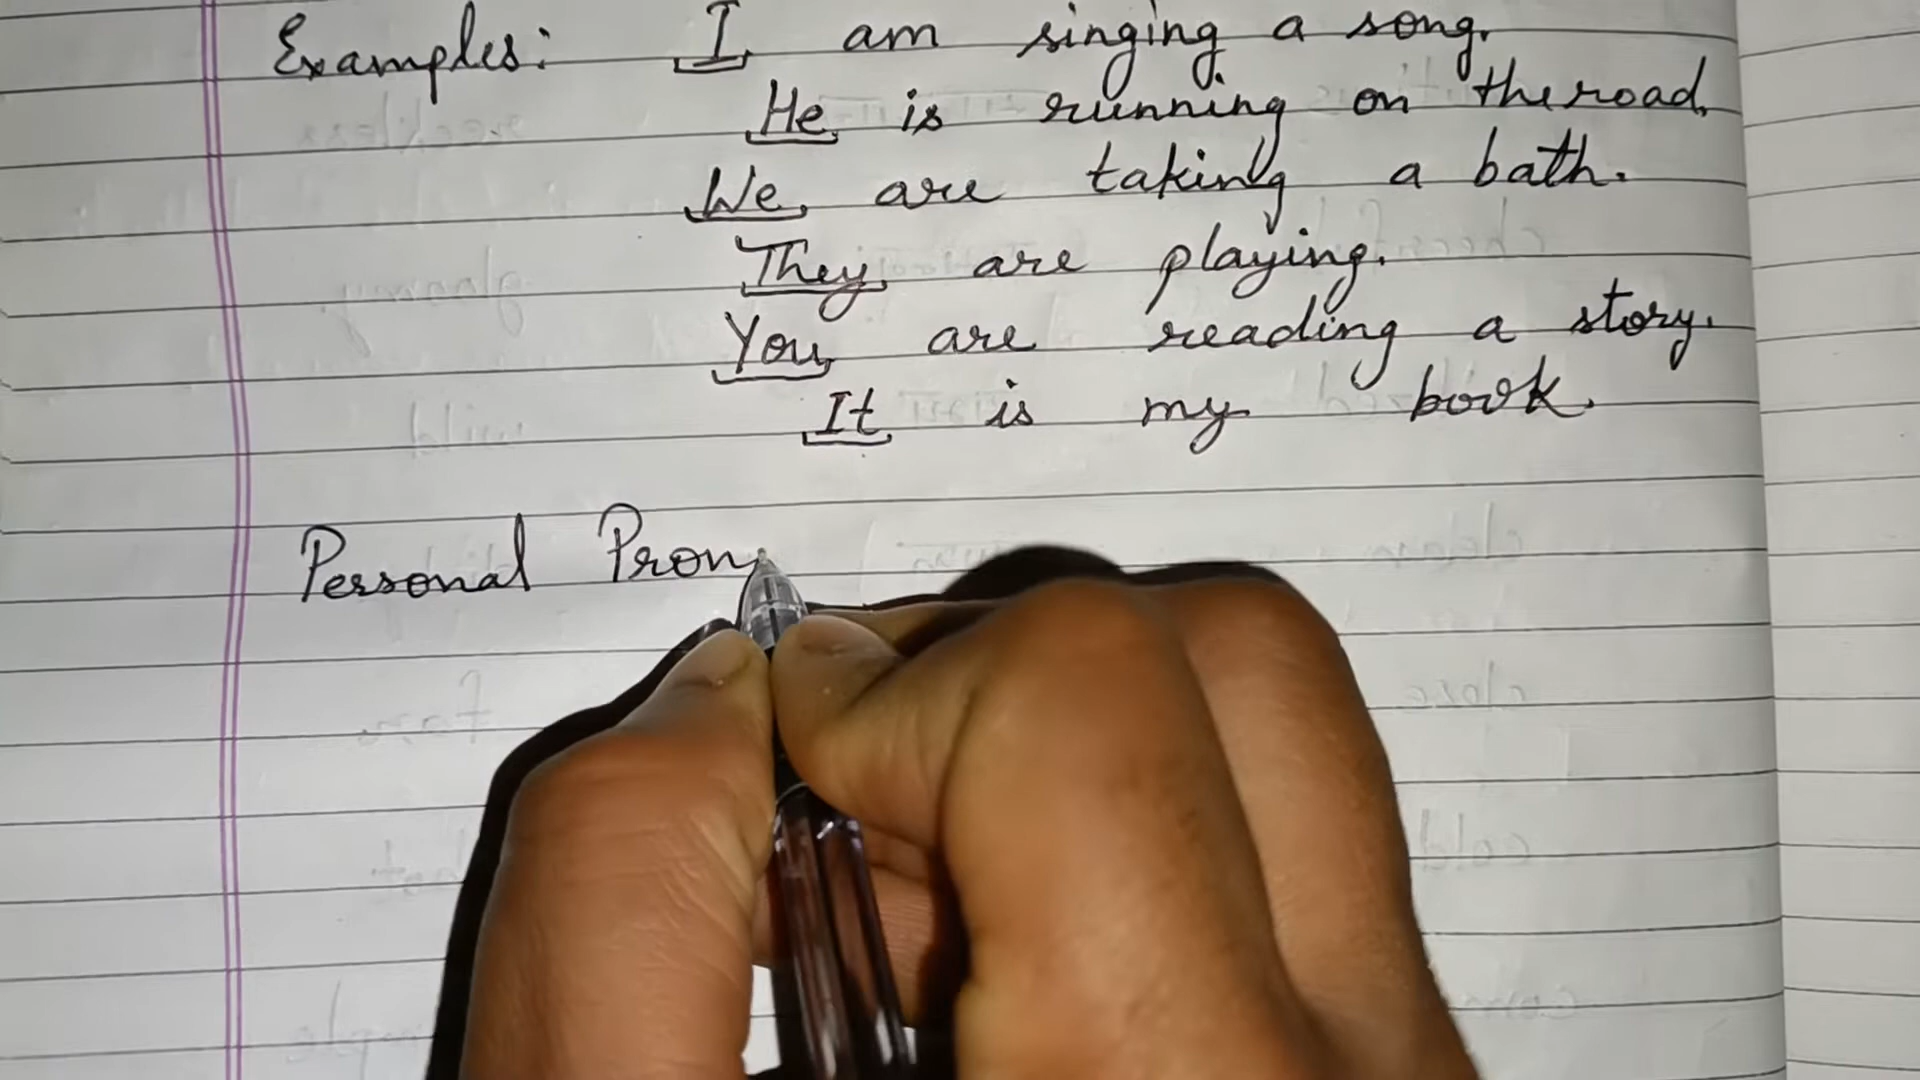 Examples: I am singing a song.
He is running on the road.
We are taking a bath.
They are playing.
You are reading a story.
It is my book.
Personal Pron